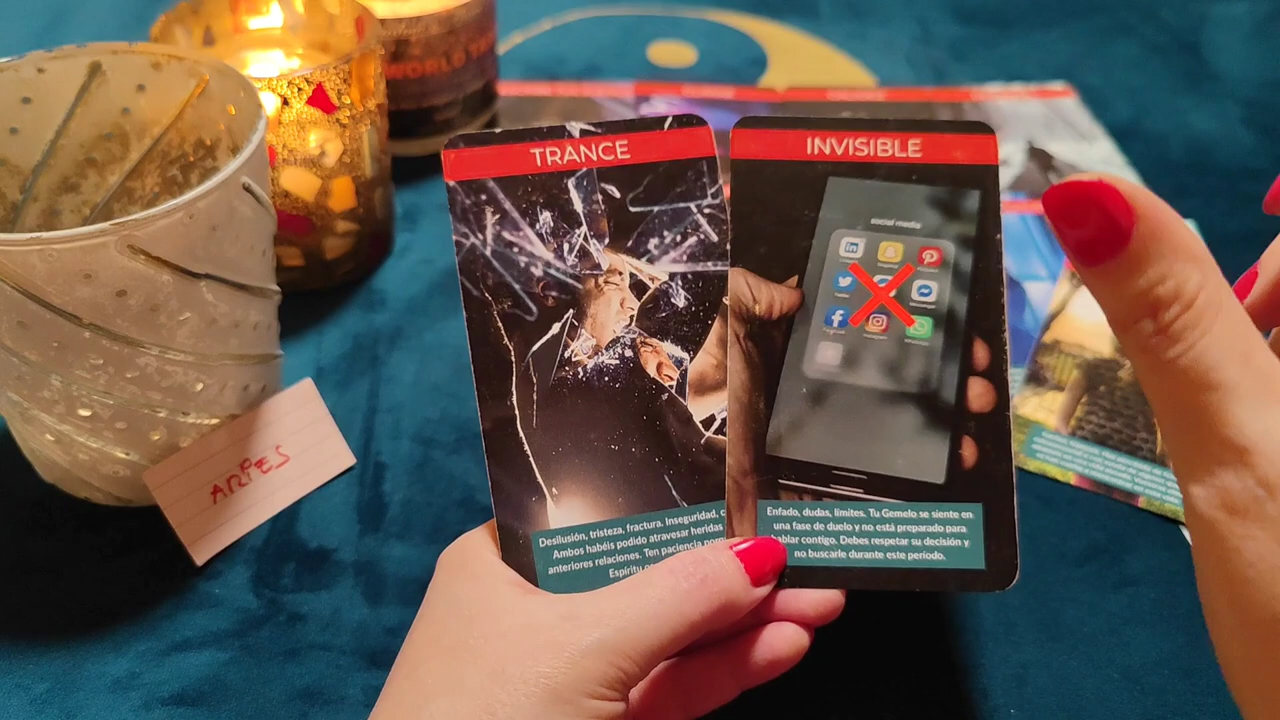 WORLD
TRANCE
INVISIBLE
social media
ARIES
Desilusión, tristeza, fractura. Inseguridad,
Ambos habéis podido atravesar heridas
anteriores relaciones. Ten paciencia
Espíritu
Enfado, dudas, límites. Tu Gemelo se siente en
una fase de duelo y no está preparado para
hablar contigo. Debes respetar su decisión y
no buscarle durante este período.